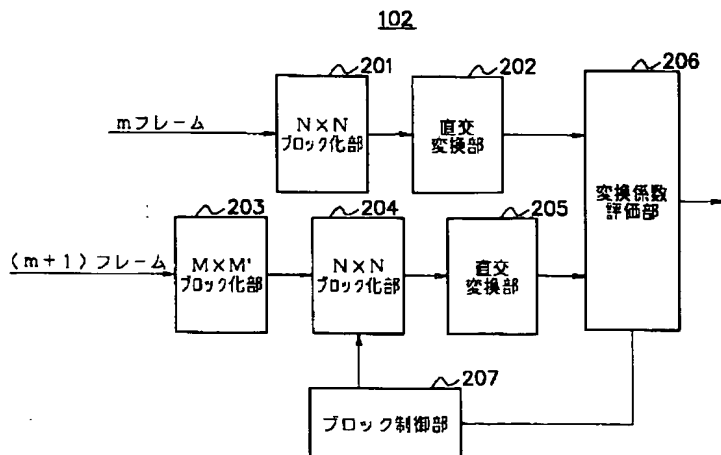 102
201
202
206
mフレーム
N×N
ブロック化部
直交
変換部
変換係数
評価部
203
204
205
(m+1)フレーム
M×M'
ブロック化部
N×N
ブロック化部
直交
変換部
207
ブロック制御部